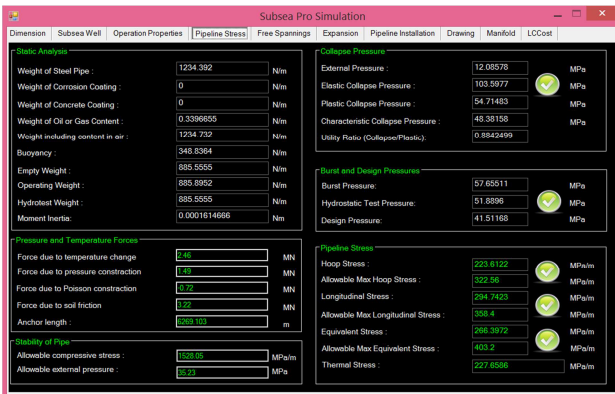 Subsea Pro Simulation
Dimension Subsea Well Operation Properties Pipeline Stress Free Spannings Expansion Pipeline Installation Drawing Manifold LCCost
Static Analysis
Weight of Steel Pipe : 1234.392 N/m
Weight of Corrosion Coating : 0 N/m
Weight of Concrete Coating : 0 N/m
Weight of Oil or Gas Content : 0.3396655 N/m
Weight including content in air : 1234.732 N/m
Buoyancy : 348.8364 N/m
Empty Weight : 885.5555 N/m
Operating Weight : 885.8952 N/m
Hydrotest Weight : 885.5555 N/m
Moment Inertia: 0.0001614666 Nm
Pressure and Temperature Forces
Force due to temperature change 2.46 MN
Force due to pressure constraction 1.49 MN
Force due to Poisson constraction -0.72 MN
Force due to soil friction 3.22 MN
Anchor length : 6269.103 m
Stability of Pipe
Allowable compressive stress : 1528.05 MPa/m
Allowable external pressure : 35.23 MPa
Collapse Pressure
External Pressure : 12.08578 MPa
Elastic Collapse Pressure : 103.5977 MPa
Plastic Collapse Pressure : 54.71483 MPa
Characteristic Collapse Pressure : 48.38158 MPa
Utility Ratio (Collapse/Plastic): 0.8842499
Burst and Design Pressures
Burst Pressure: 57.65511 MPa
Hydrostatic Test Pressure: 51.8896 MPa
Design Pressure: 41.51168 MPa
Pipeline Stress
Hoop Stress : 223.6122 MPa/m
Allowable Max Hoop Stress : 322.56 MPa/m
Longitudinal Stress : 294.7423 MPa/m
Allowable Max Longitudinal Stress : 358.4 MPa/m
Equivalent Stress : 266.3972 MPa/m
Allowable Max Equivalent Stress : 403.2 MPa/m
Thermal Stress : 227.6586 MPa/m